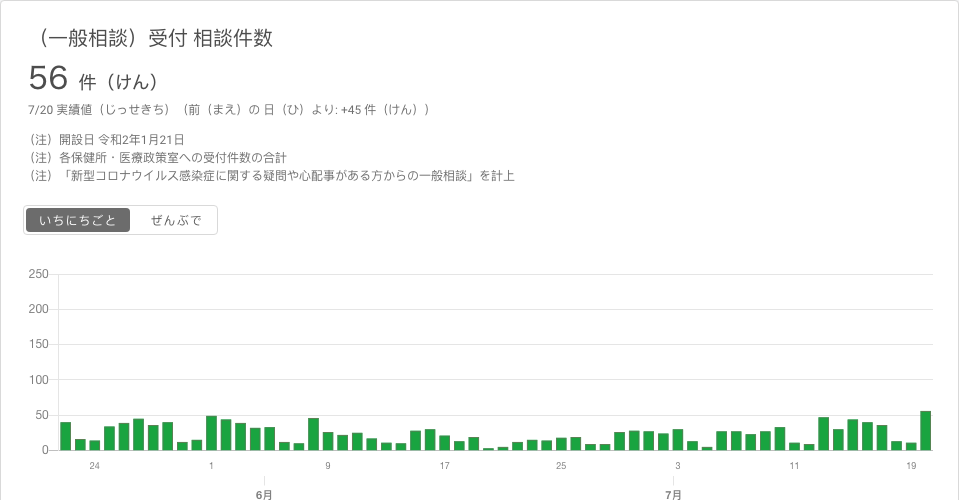 （一般相談）受付 相談件数
56 件（けん）
7/20 実績値（じっせきち）（前（まえ）の 日（ひ）より: +45 件（けん））
（注）開設日 令和2年1月21日
（注）各保健所・医療政策室への受付件数の合計
（注）「新型コロナウイルス感染症に関する疑問や心配事がある方からの一般相談」を計上
いちにちごと ぜんぶで
250
200
150
100
50
0
24 1 9 17 25 3 11 19
6月 7月